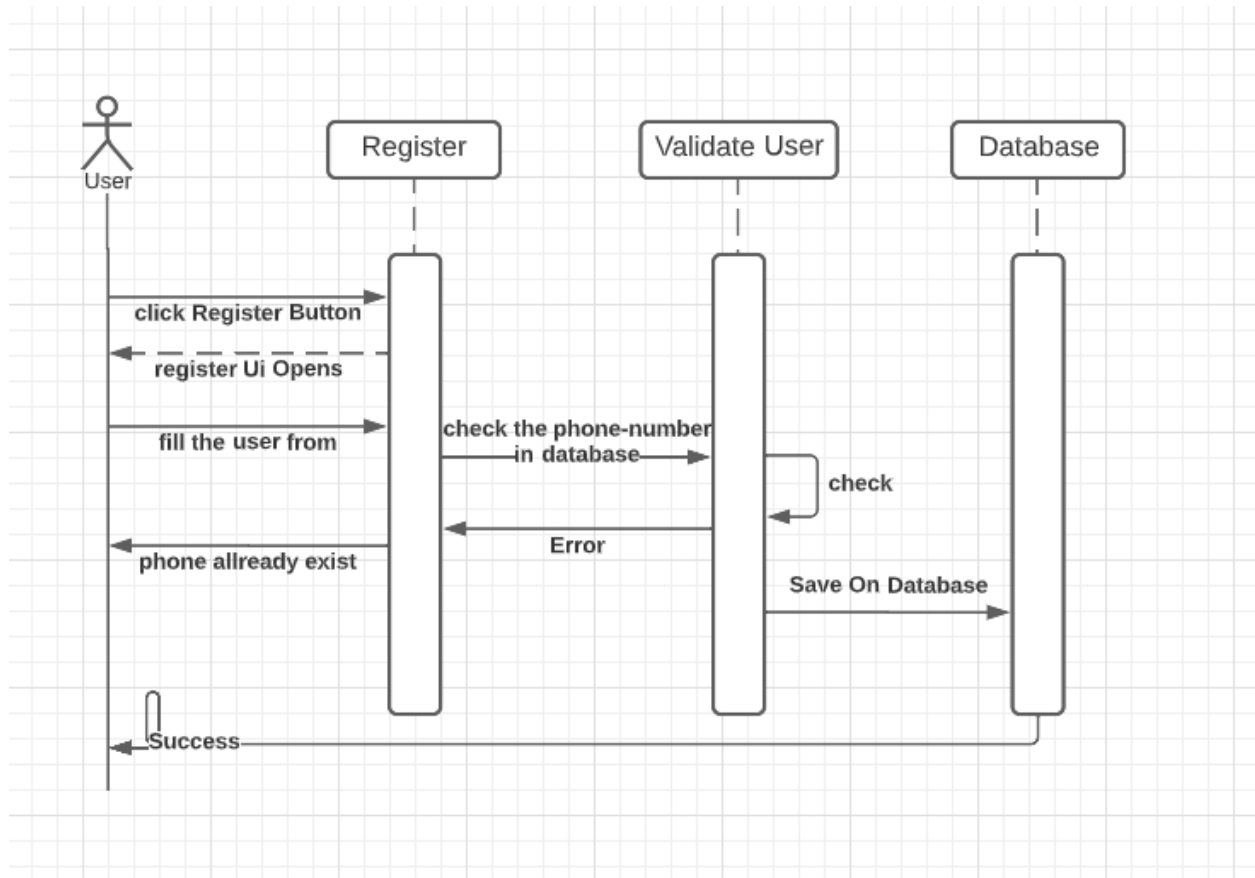 User
Register
Validate User
Database
click Register Button
register Ui Opens
fill the user from
check the phone-number
in database
check
Error
phone allready exist
Save On Database
Success